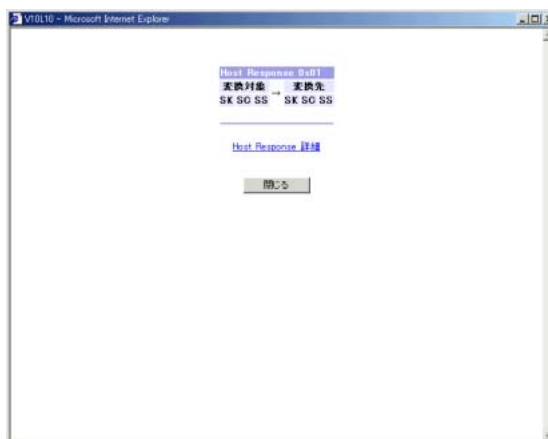 V10L10 - Microsoft Internet Explorer
Host Response 0x01
変換対象 → 変換先
SK SC SS SK SC SS
Host Response 詳細
閉じる